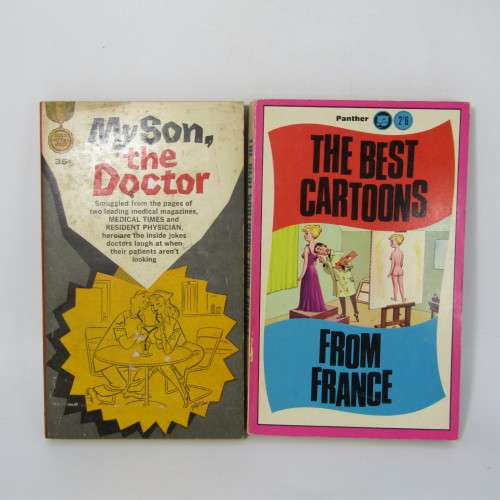 35¢
My Son,
the
Doctor
Smuggled from the pages of
two leading medical magazines,
MEDICAL TIMES and
RESIDENT PHYSICIAN,
here are the inside jokes
doctors laugh at when
their patients aren't
looking
Panther 2'6
THE BEST
CARTOONS
FROM
FRANCE